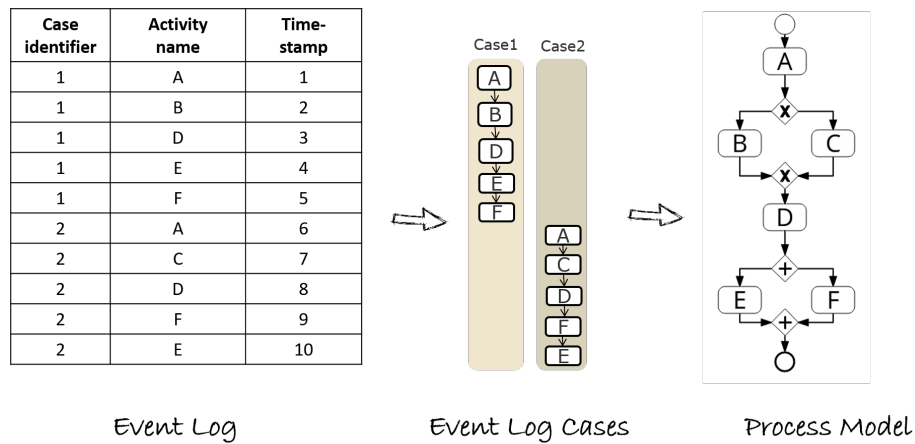 Case identifier Activity name Time-stamp
1 A 1
1 B 2
1 D 3
1 E 4
1 F 5
2 A 6
2 C 7
2 D 8
2 F 9
2 E 10
Event Log
Case1 Case2
A
B
D
E
F
A
C
D
F
E
Event Log Cases
A
x
B C
x
D
+
E F
+
Process Model